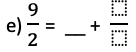 e) 9/2 = __ + □/□